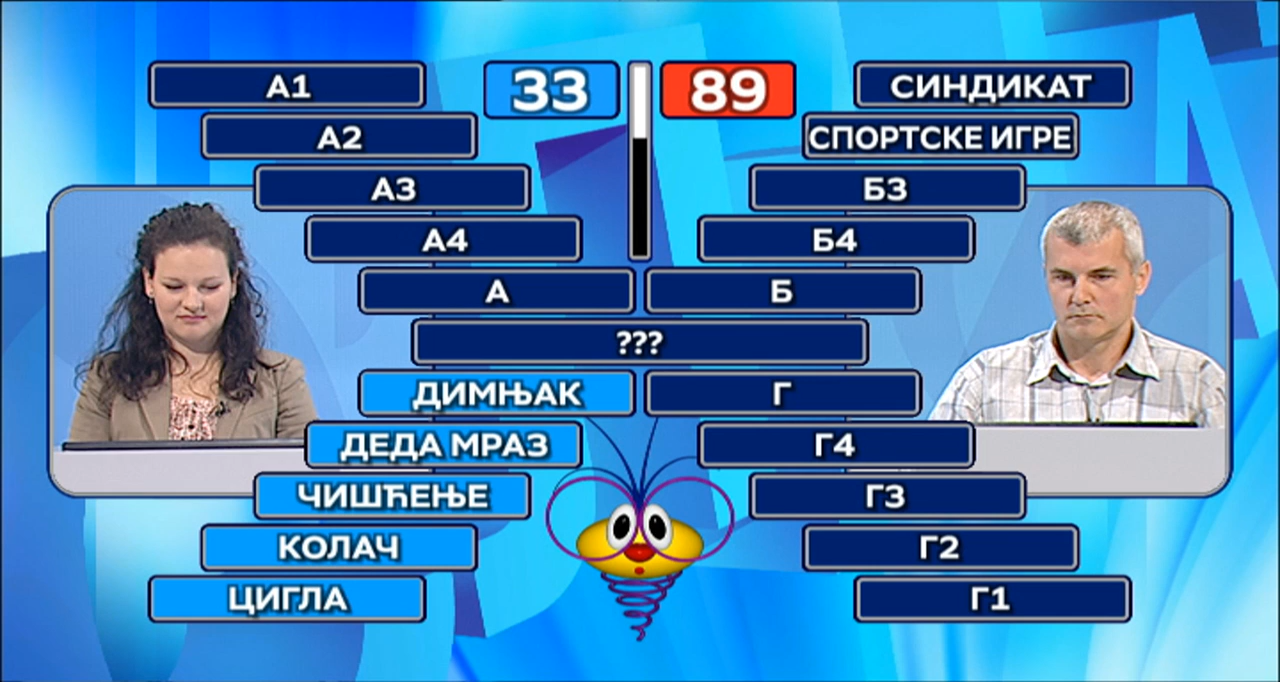 А1
33
89
СИНДИКАТ
А2
СПОРТСКЕ ИГРЕ
А3
Б3
А4
Б4
А
Б
???
ДИМЊАК
Г
ДЕДА МРАЗ
Г4
ЧИШЋЕЊЕ
Г3
КОЛАЧ
Г2
ЦИГЛА
Г1